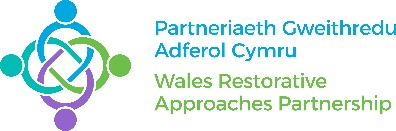 Partneriaeth Gweithredu
Adferol Cymru
Wales Restorative
Approaches Partnership